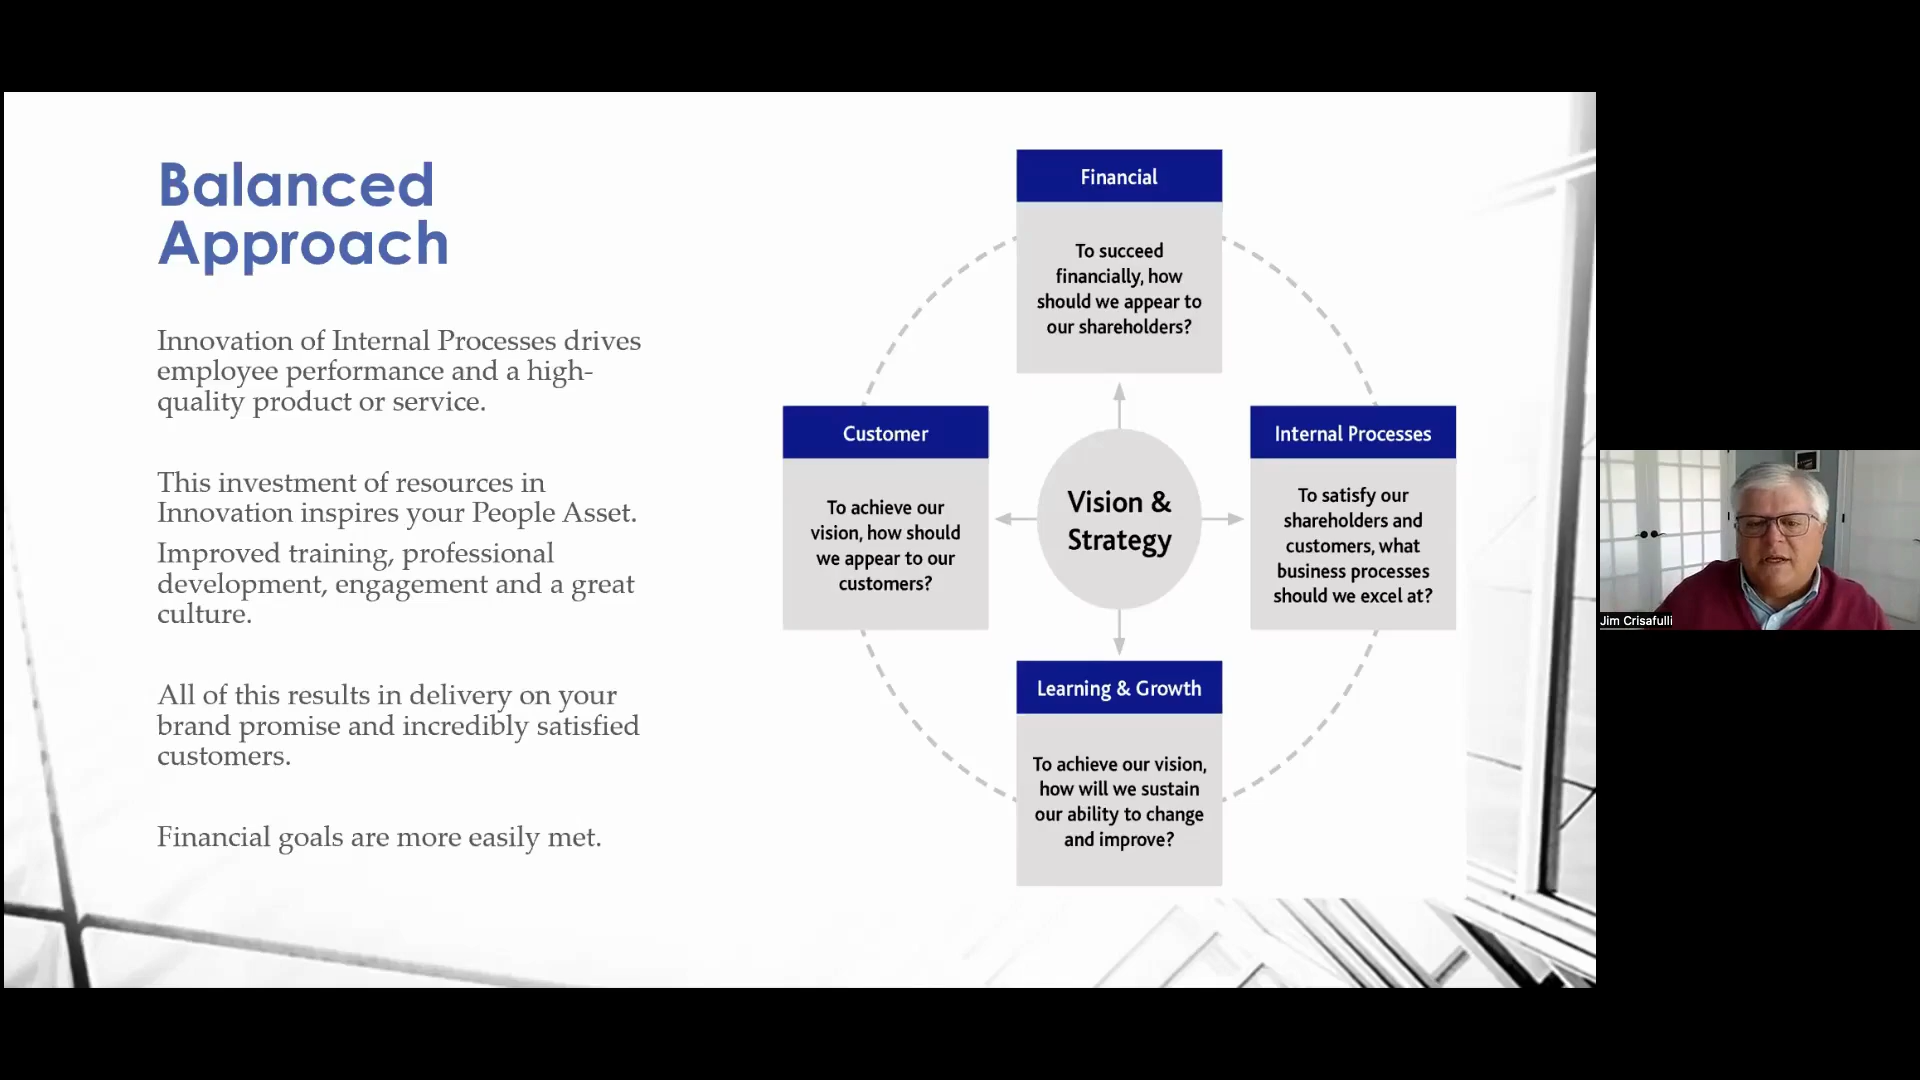 Balanced
Approach
Innovation of Internal Processes drives
employee performance and a high-
quality product or service.
This investment of resources in
Innovation inspires your People Asset.
Improved training, professional
development, engagement and a great
culture.
All of this results in delivery on your
brand promise and incredibly satisfied
customers.
Financial goals are more easily met.
Financial
To succeed
financially, how
should we appear to
our shareholders?
Customer
To achieve our
vision, how should
we appear to our
customers?
Vision &
Strategy
Internal Processes
To satisfy our
shareholders and
customers, what
business processes
should we excel at?
Learning & Growth
To achieve our vision,
how will we sustain
our ability to change
and improve?
Jim Crisafulli